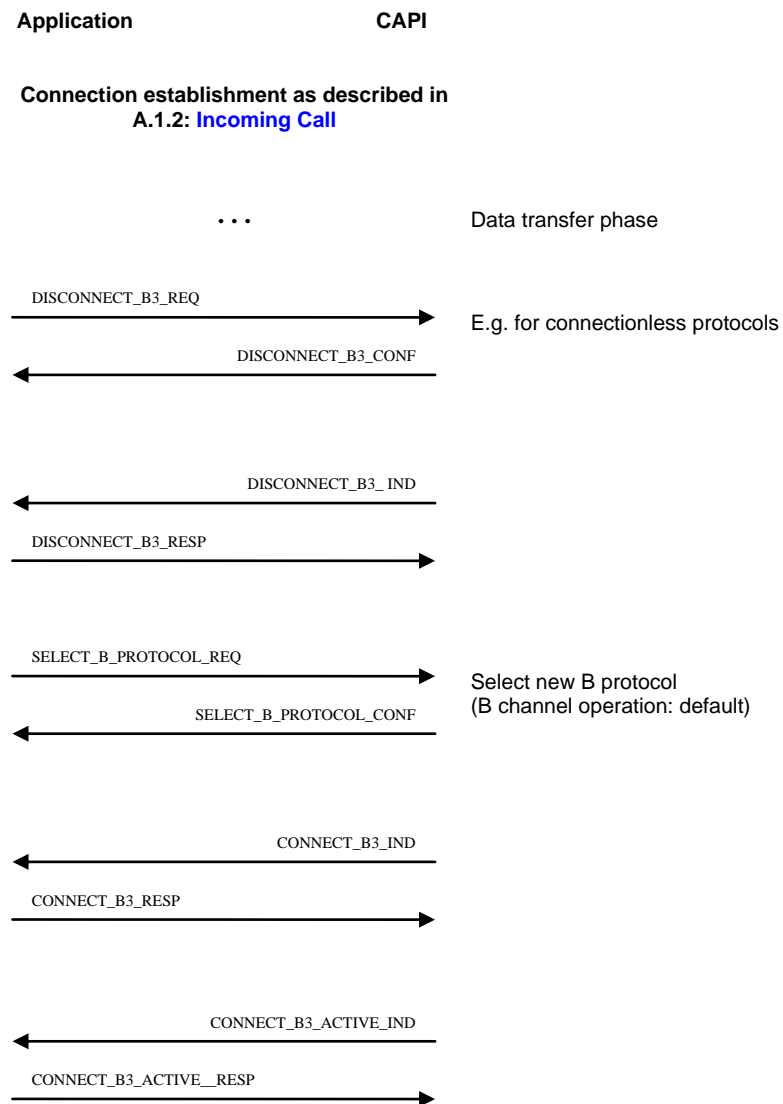 Application CAPI
Connection establishment as described in
A.1.2: Incoming Call
...
Data transfer phase
DISCONNECT_B3_REQ
E.g. for connectionless protocols
DISCONNECT_B3_CONF
DISCONNECT_B3_ IND
DISCONNECT_B3_RESP
SELECT_B_PROTOCOL_REQ
Select new B protocol
(B channel operation: default)
SELECT_B_PROTOCOL_CONF
CONNECT_B3_IND
CONNECT_B3_RESP
CONNECT_B3_ACTIVE_IND
CONNECT_B3_ACTIVE__RESP